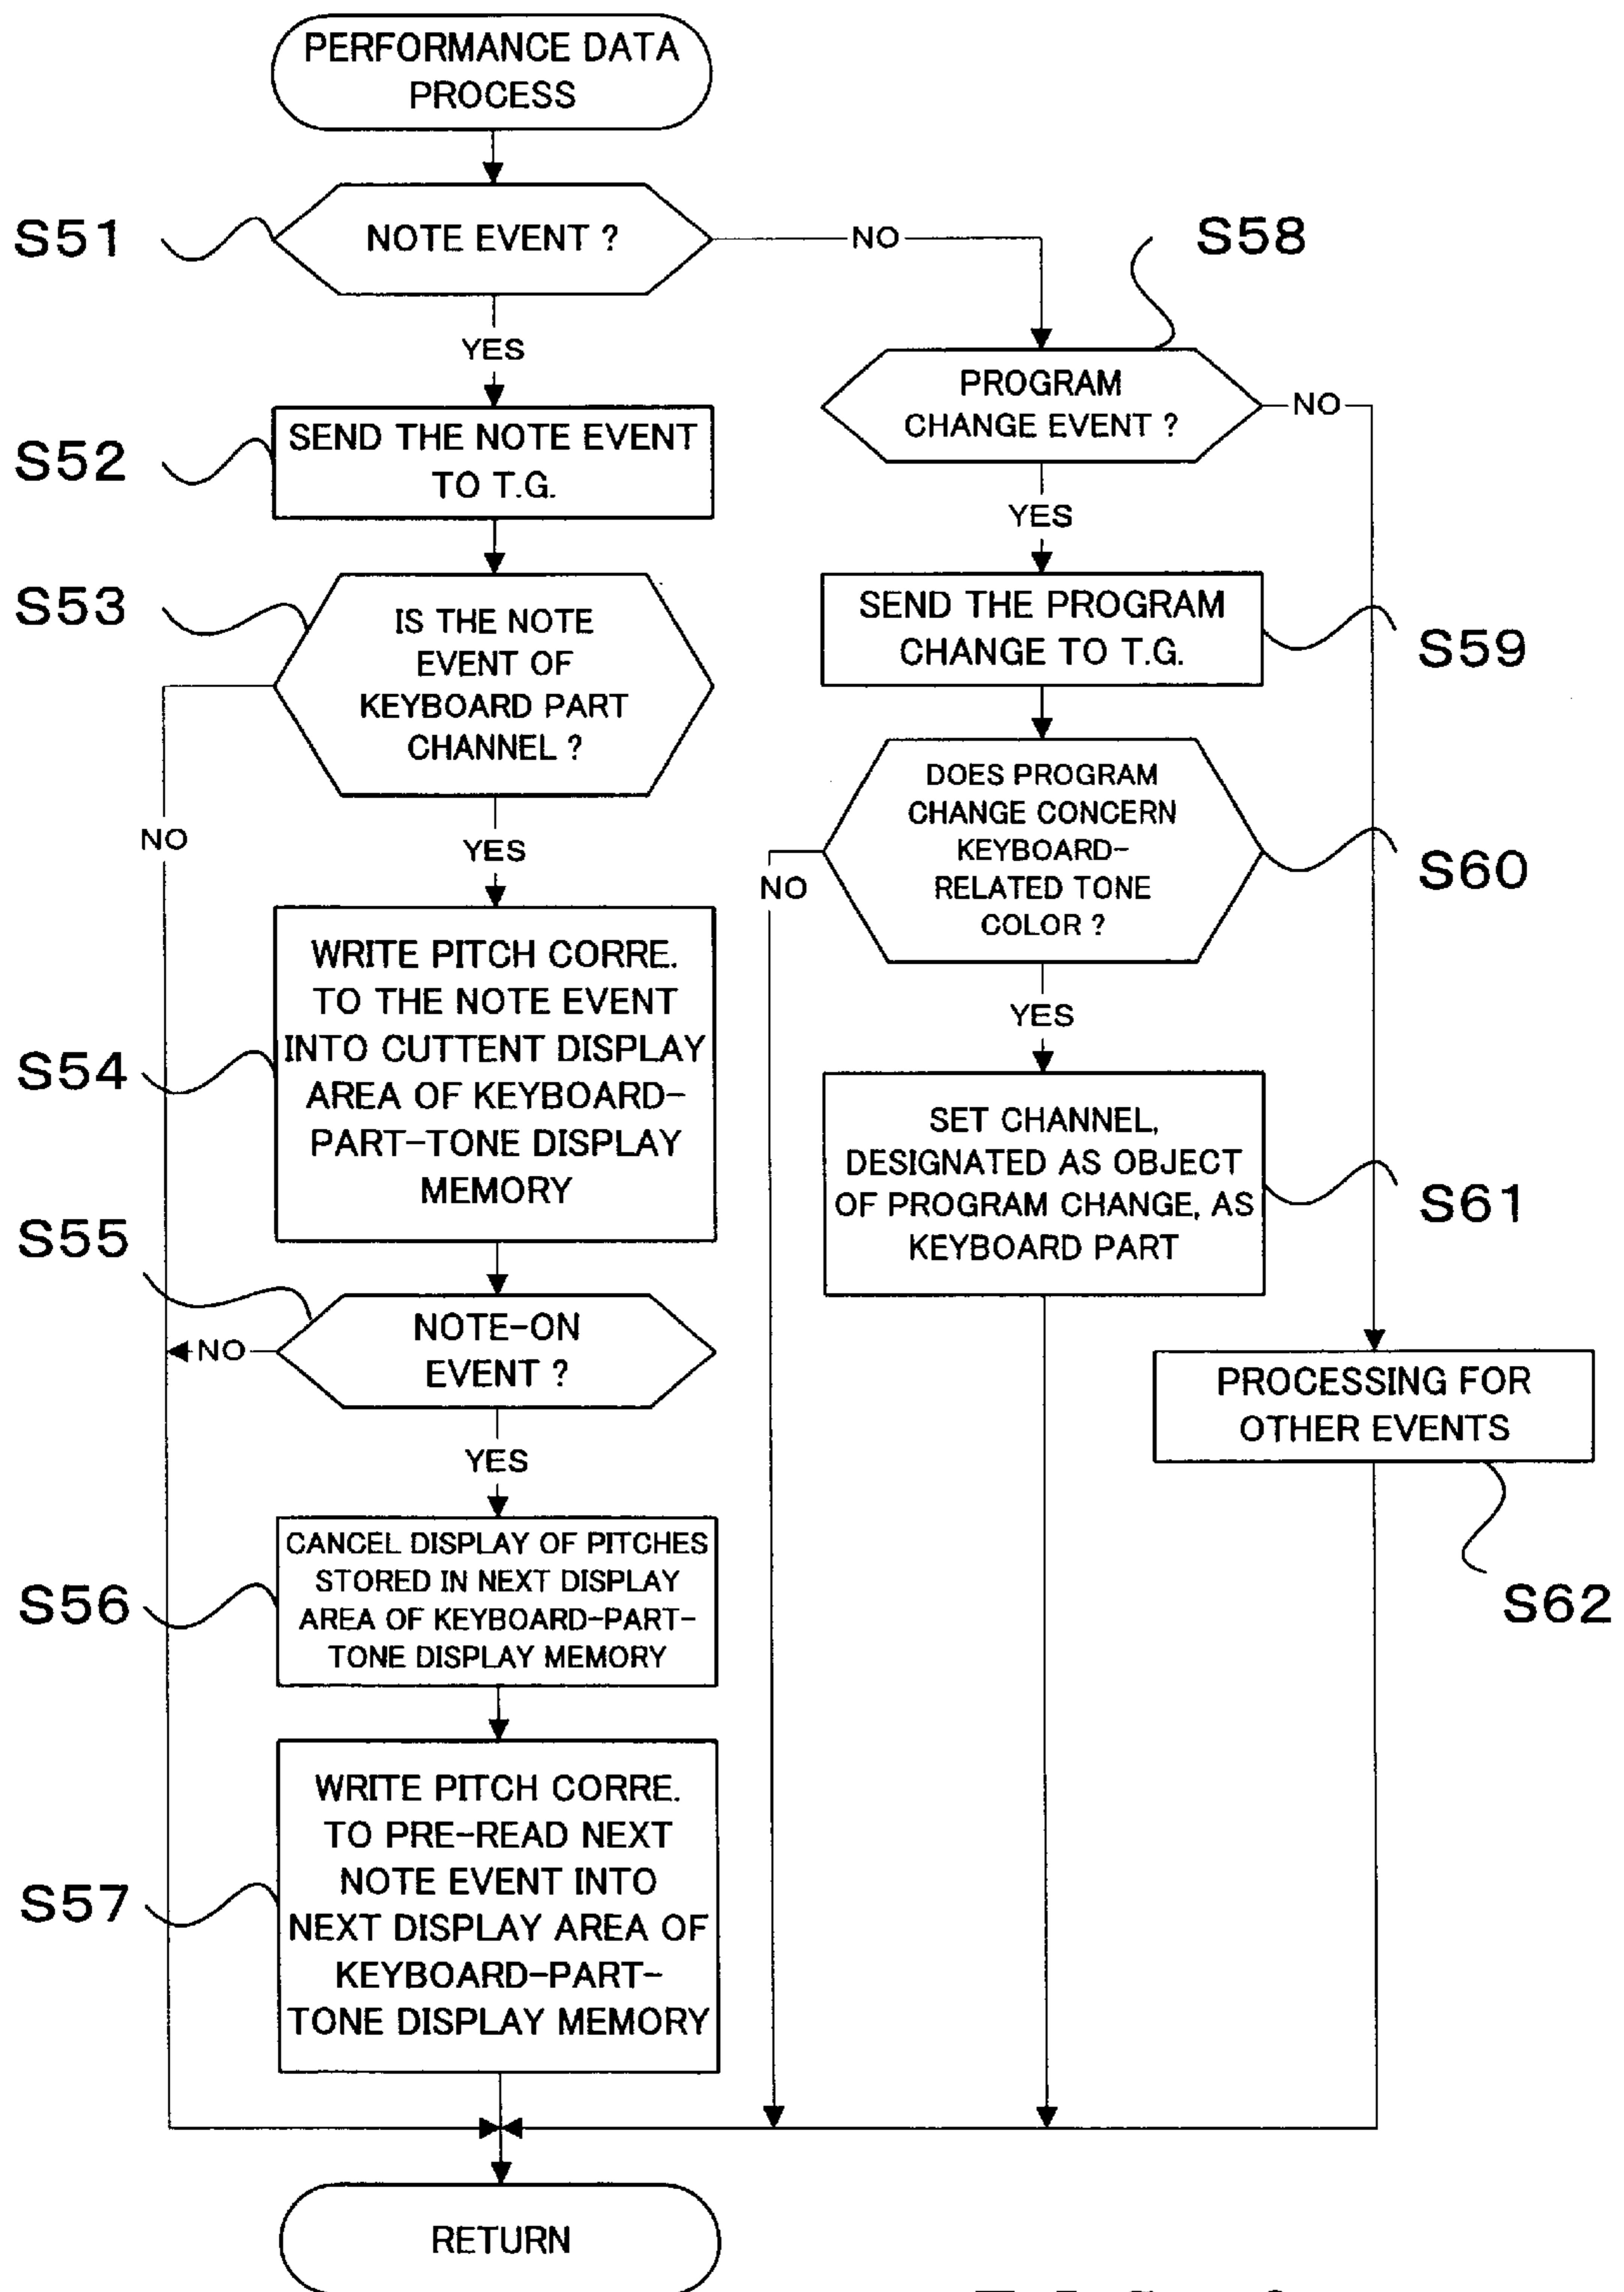 PERFORMANCE DATA
PROCESS
S51
NOTE EVENT ?
NO
YES
S52
SEND THE NOTE EVENT
TO T.G.
S53
IS THE NOTE
EVENT OF
KEYBOARD PART
CHANNEL ?
NO
YES
S54
WRITE PITCH CORRE.
TO THE NOTE EVENT
INTO CUTTENT DISPLAY
AREA OF KEYBOARD-
PART-TONE DISPLAY
MEMORY
S55
NOTE-ON
EVENT ?
NO
YES
S56
CANCEL DISPLAY OF PITCHES
STORED IN NEXT DISPLAY
AREA OF KEYBOARD-PART-
TONE DISPLAY MEMORY
S57
WRITE PITCH CORRE.
TO PRE-READ NEXT
NOTE EVENT INTO
NEXT DISPLAY AREA OF
KEYBOARD-PART-
TONE DISPLAY MEMORY
RETURN
S58
PROGRAM
CHANGE EVENT ?
NO
YES
SEND THE PROGRAM
CHANGE TO T.G.
S59
DOES PROGRAM
CHANGE CONCERN
KEYBOARD-
RELATED TONE
COLOR ?
S60
NO
YES
SET CHANNEL,
DESIGNATED AS OBJECT
OF PROGRAM CHANGE, AS
KEYBOARD PART
S61
PROCESSING FOR
OTHER EVENTS
S62